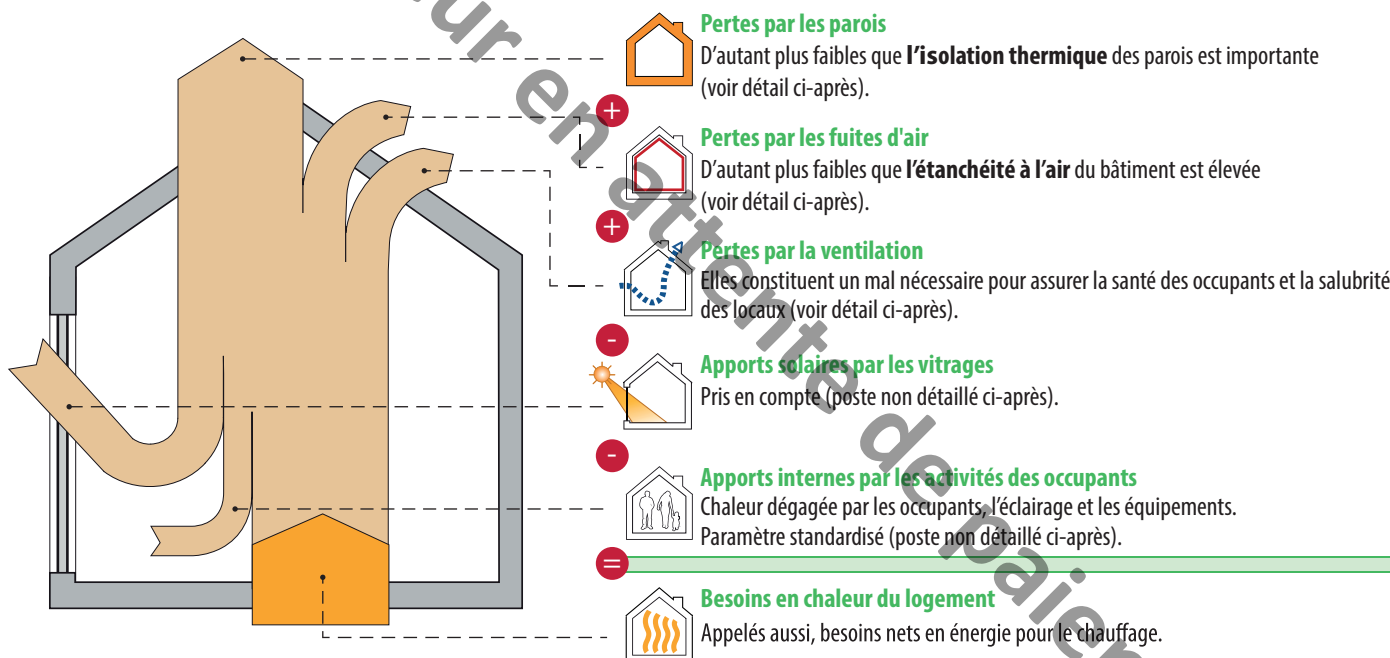 Pertes par les parois
D'autant plus faibles que l'isolation thermique des parois est importante
(voir détail ci-après).
+
Pertes par les fuites d'air
D'autant plus faibles que l'étanchéité à l'air du bâtiment est élevée
(voir détail ci-après).
+
Pertes par la ventilation
Elles constituent un mal nécessaire pour assurer la santé des occupants et la salubrité
des locaux (voir détail ci-après).
-
Apports solaires par les vitrages
Pris en compte (poste non détaillé ci-après).
-
Apports internes par les activités des occupants
Chaleur dégagée par les occupants, l'éclairage et les équipements.
Paramètre standardisé (poste non détaillé ci-après).
=
Besoins en chaleur du logement
Appelés aussi, besoins nets en énergie pour le chauffage.
en attente de